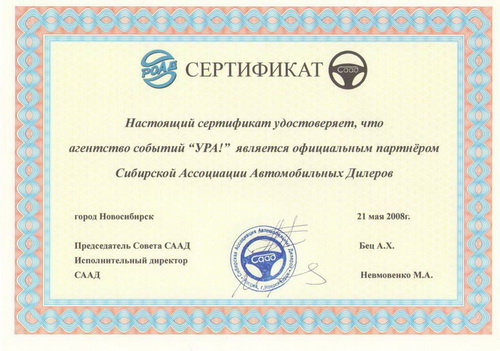 РОАД СЕРТИФИКАТ СААД
Настоящий сертификат удостоверяет, что
агентство событий “УРА!” является официальным партнёром
Сибирской Ассоциации Автомобильных Дилеров
город Новосибирск 21 мая 2008г.
Председатель Совета СААД Бец А.Х.
Исполнительный директор
СААД Невмовенко М.А.
Сибирская Ассоциация Автомобильных Дилеров
СААД